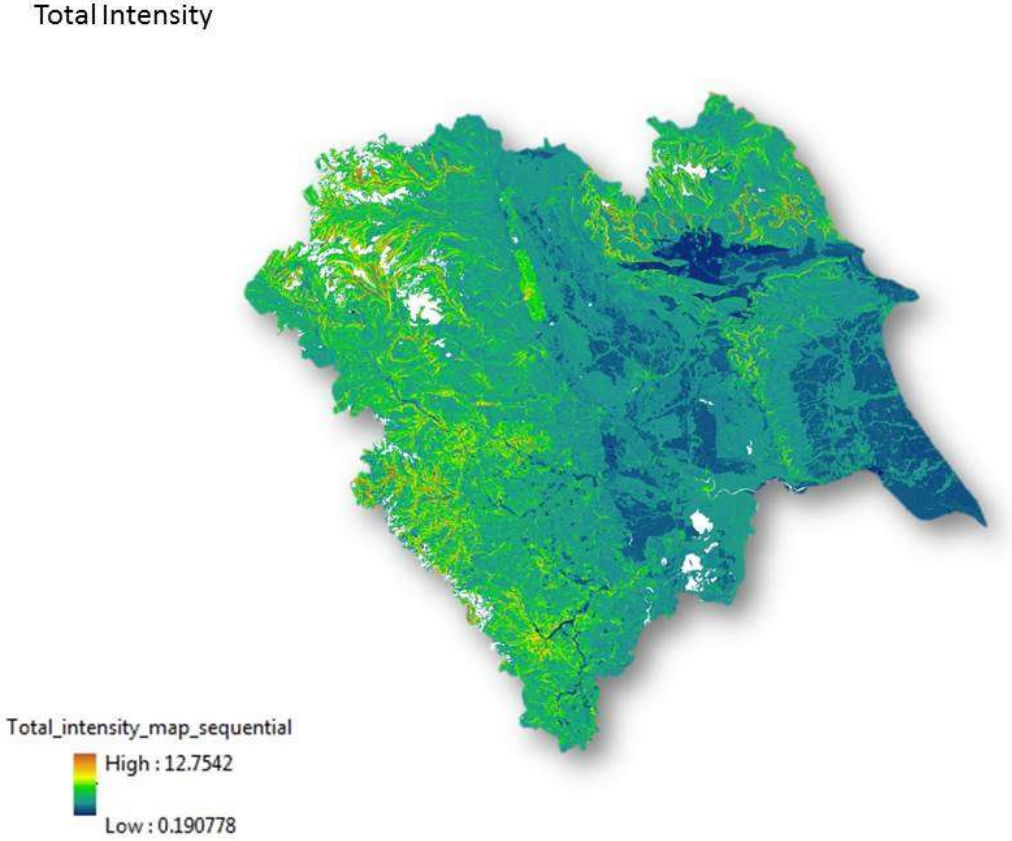 Total Intensity
Total_intensity_map_sequential
High : 12.7542
Low : 0.190778